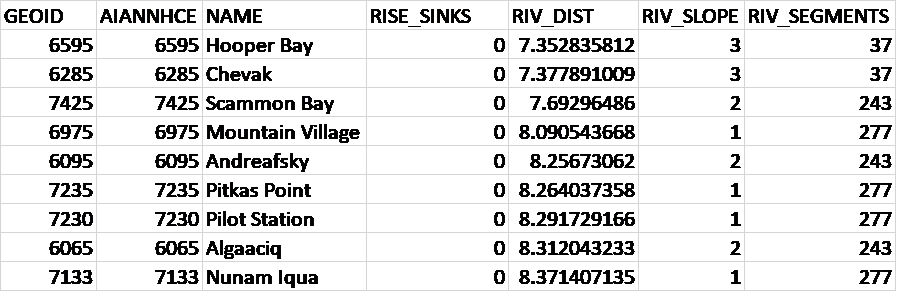 GEOID AIANNHCE NAME RISE_SINKS RIV_DIST RIV_SLOPE RIV_SEGMENTS
6595 6595 Hooper Bay 0 7.352835812 3 37
6285 6285 Chevak 0 7.377891009 3 37
7425 7425 Scammon Bay 0 7.69296486 2 243
6975 6975 Mountain Village 0 8.090543668 1 277
6095 6095 Andreafsky 0 8.25673062 2 243
7235 7235 Pitkas Point 0 8.264037358 1 277
7230 7230 Pilot Station 0 8.291729166 1 277
6065 6065 Algaaciq 0 8.312043233 2 243
7133 7133 Nunam Iqua 0 8.371407135 1 277